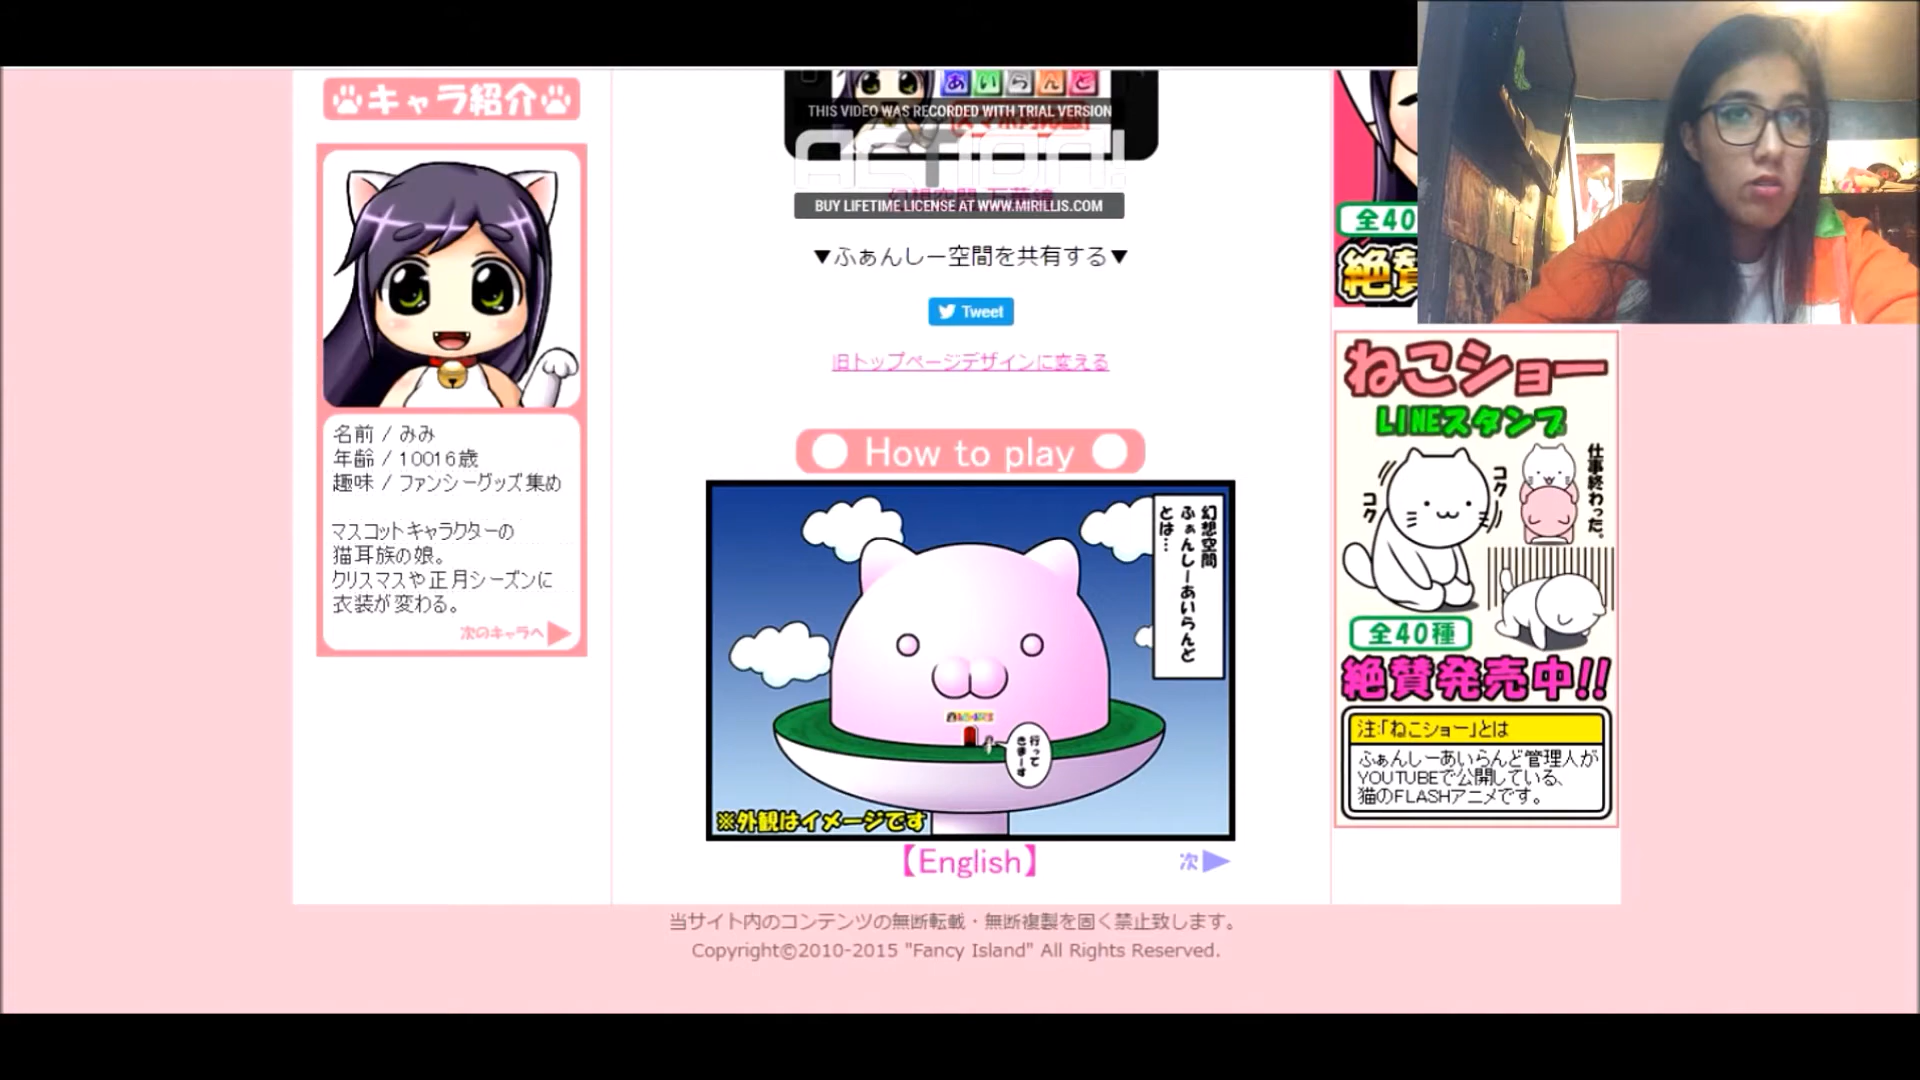 キャラ紹介
名前 / みみ
年齢 / 10016歳
趣味 / ファンシーグッズ集め
マスコットキャラクターの
猫耳族の娘。
クリスマスや正月シーズンに
衣装が変わる。
次のキャラへ
あいらんど
THIS VIDEO WAS RECORDED WITH TRIAL VERSION
ACTION!
BUY LIFETIME LICENSE AT WWW.MIRILLIS.COM
▼ふぁんしー空間を共有する▼
Tweet
旧トップページデザインに変える
How to play
幻想空間
ふぁんしーあいらんど
とは…
行って
きまーす
※外観はイメージです
【English】
次
全40
絶賛
ねこショー
LINEスタンプ
コク
コク
仕事終わった。
全40種
絶賛発売中!!
注:「ねこショー」とは
ふぁんしーあいらんど管理人が
YOUTUBEで公開している、
猫のFLASHアニメです。
当サイト内のコンテンツの無断転載・無断複製を固く禁止致します。
Copyright©2010-2015 "Fancy Island" All Rights Reserved.